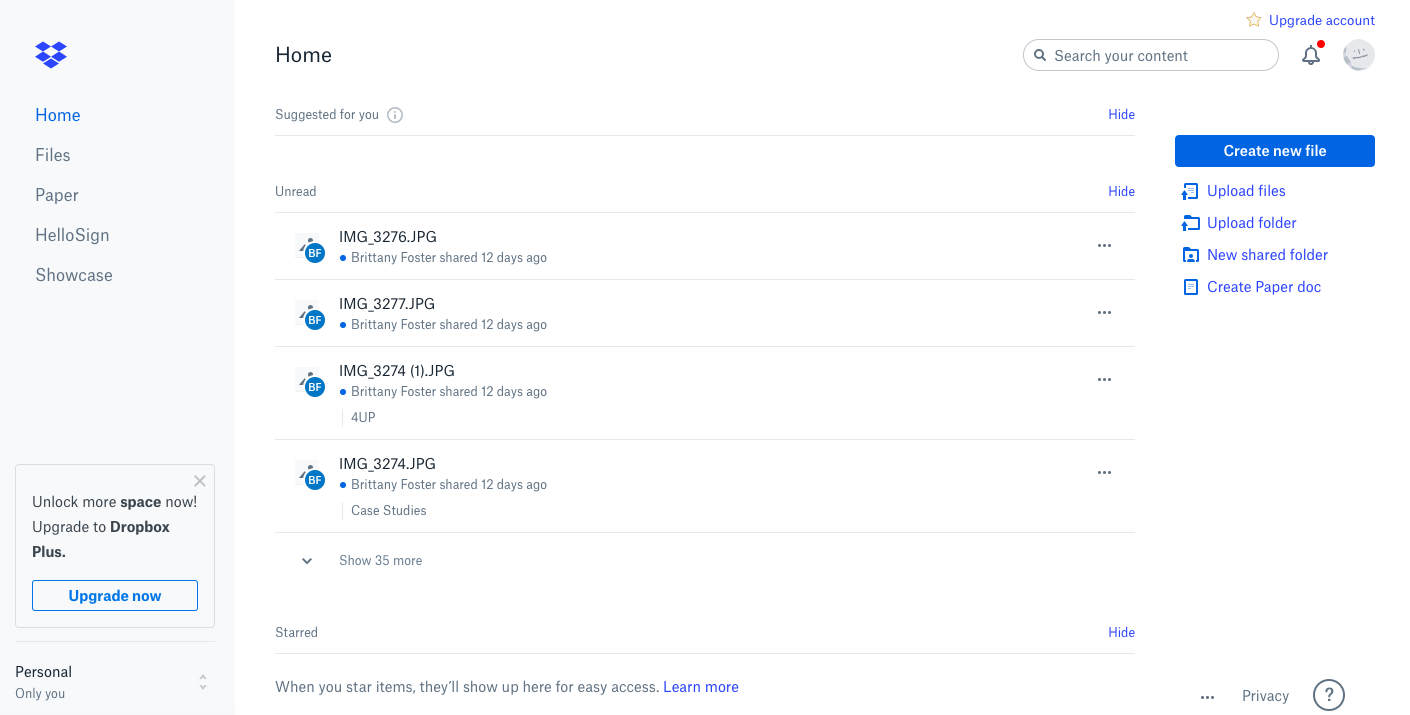 Upgrade account
Home
Search your content
Home
Files
Paper
HelloSign
Showcase
Suggested for you
Hide
Create new file
Upload files
Upload folder
New shared folder
Create Paper doc
Unread
Hide
IMG_3276.JPG
BF
Brittany Foster shared 12 days ago
IMG_3277.JPG
BF
Brittany Foster shared 12 days ago
IMG_3274 (1).JPG
BF
Brittany Foster shared 12 days ago
4UP
IMG_3274.JPG
BF
Brittany Foster shared 12 days ago
Case Studies
Show 35 more
Starred
Hide
When you star items, they’ll show up here for easy access. Learn more
Unlock more space now!
Upgrade to Dropbox
Plus.
Upgrade now
Personal
Only you
Privacy
?